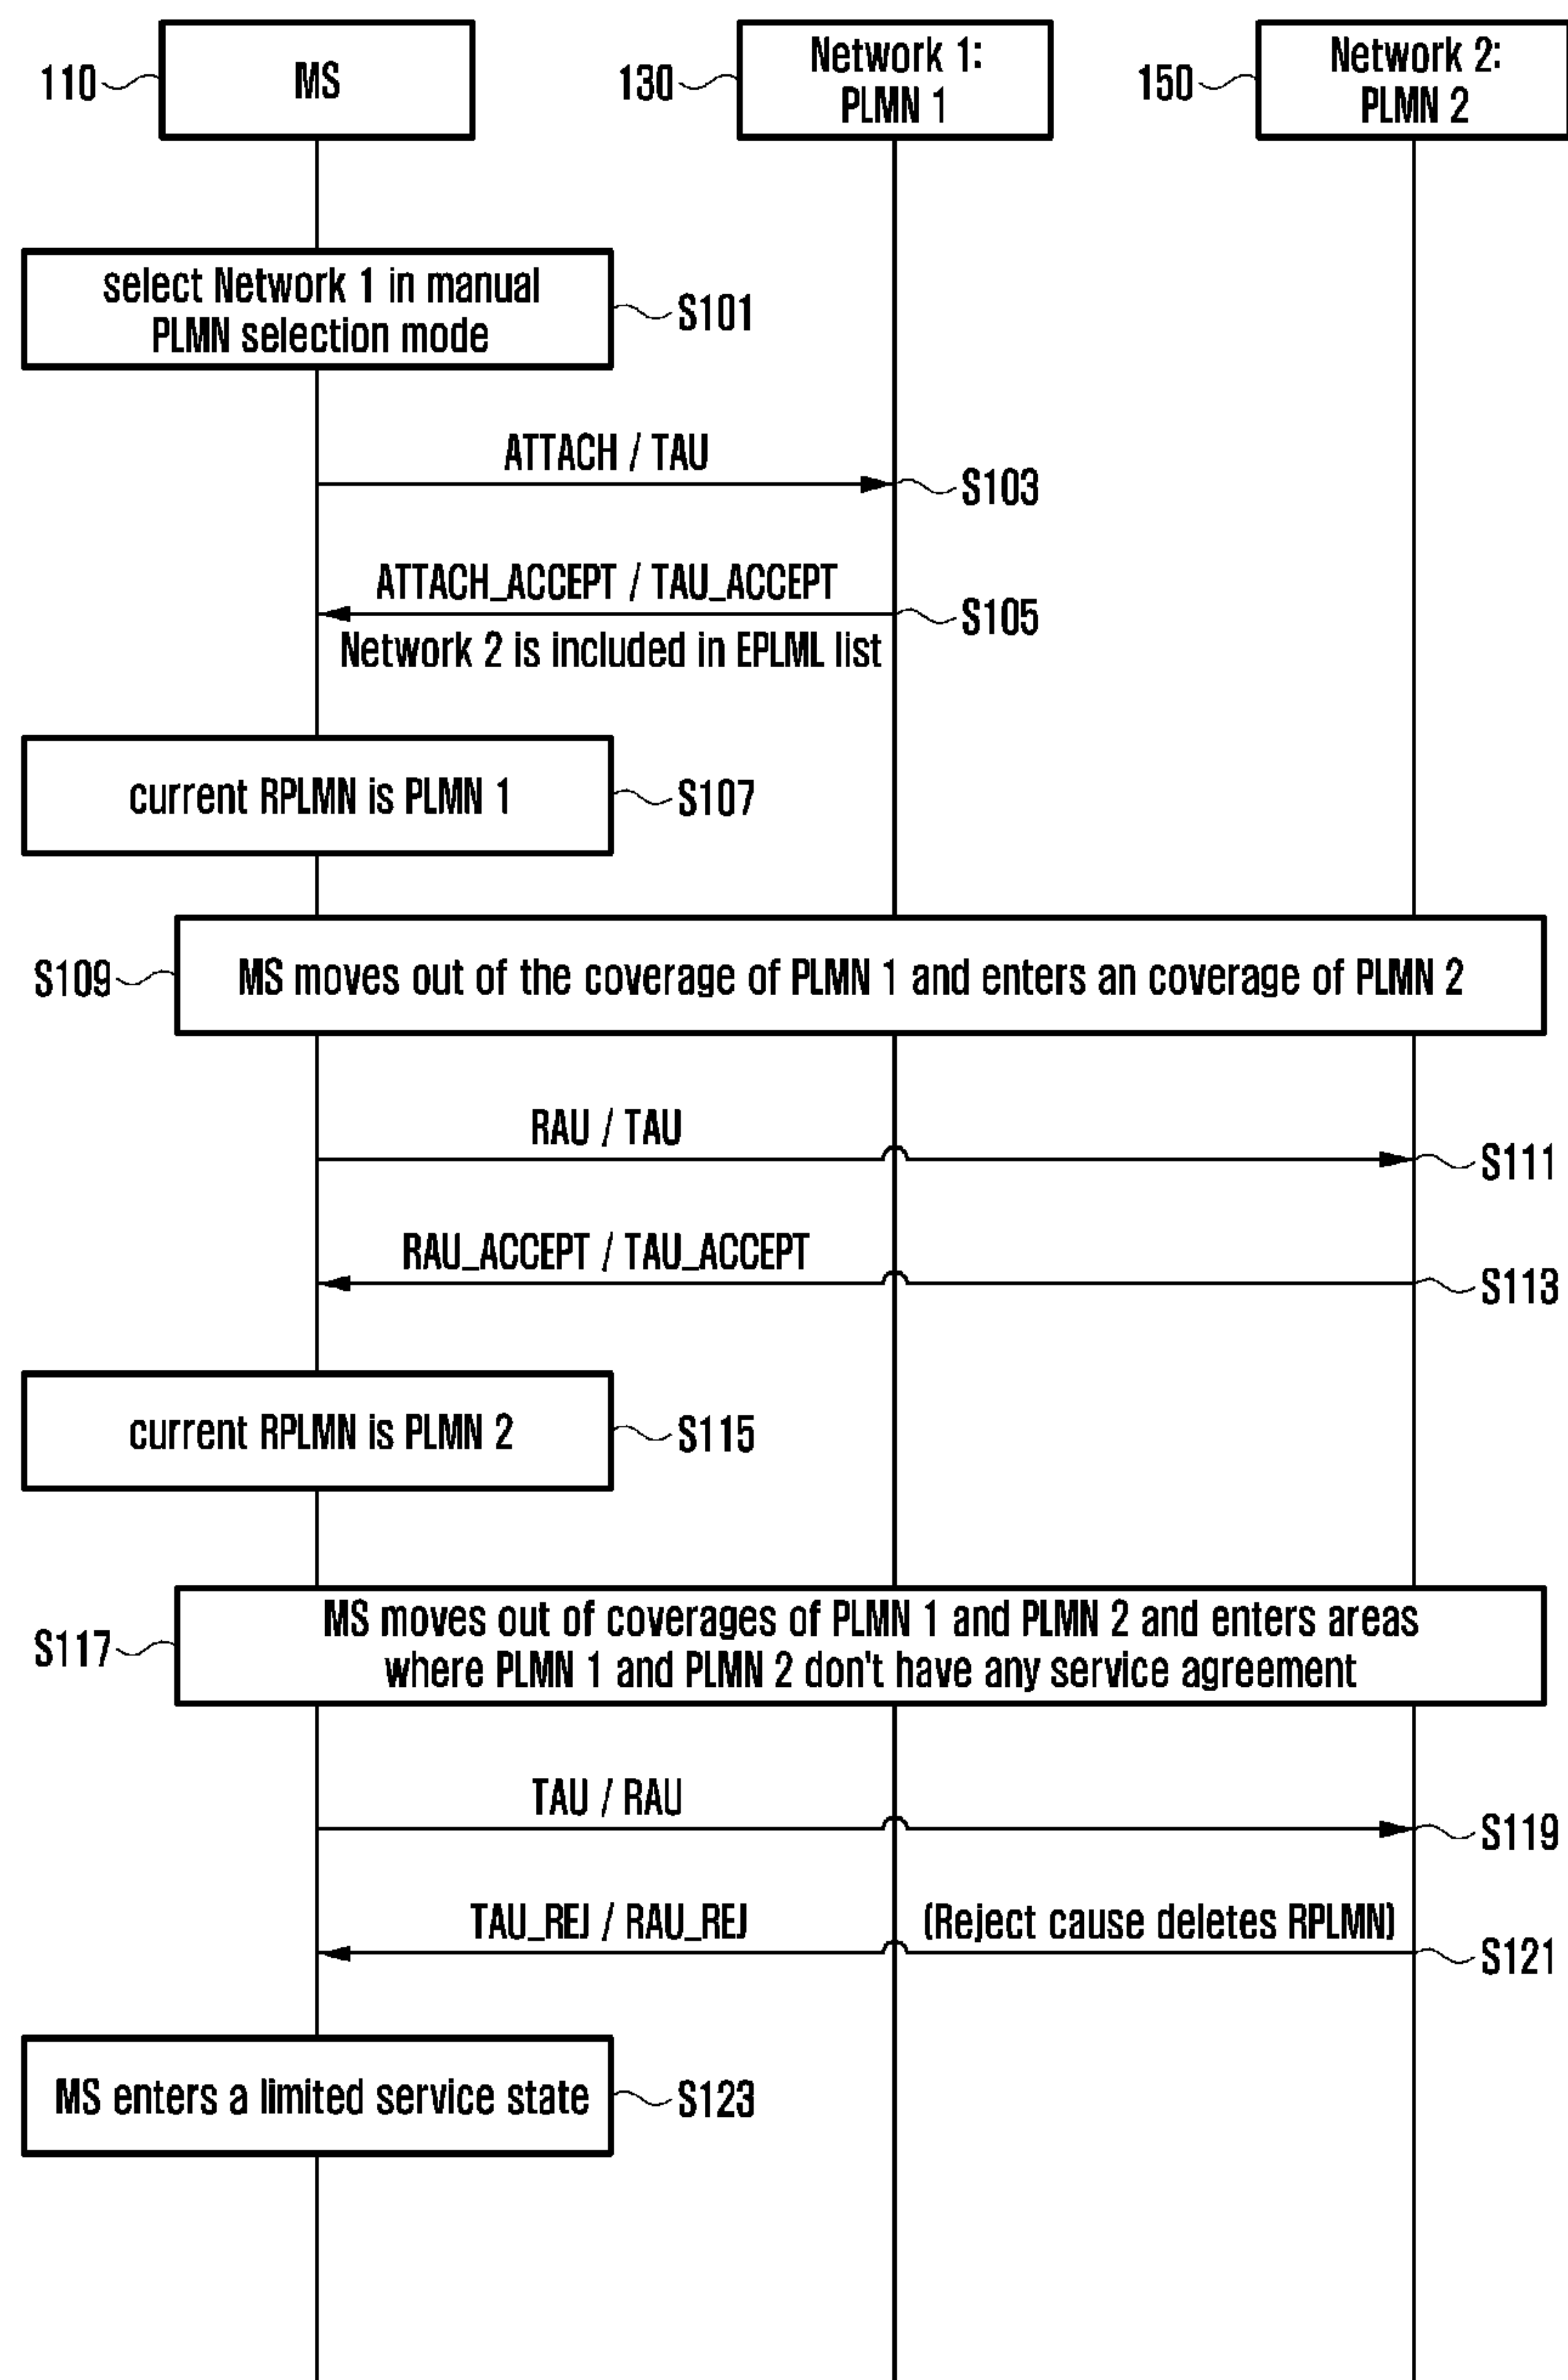 110
MS
130
Network 1:
PLMN 1
150
Network 2:
PLMN 2
select Network 1 in manual
PLMN selection mode
S101
ATTACH / TAU
S103
ATTACH_ACCEPT / TAU_ACCEPT
S105
Network 2 is included in EPLML list
current RPLMN is PLMN 1
S107
S109
MS moves out of the coverage of PLMN 1 and enters an coverage of PLMN 2
RAU / TAU
S111
RAU_ACCEPT / TAU_ACCEPT
S113
current RPLMN is PLMN 2
S115
S117
MS moves out of coverages of PLMN 1 and PLMN 2 and enters areas
where PLMN 1 and PLMN 2 don't have any service agreement
TAU / RAU
S119
TAU_REJ / RAU_REJ
(Reject cause deletes RPLMN)
S121
MS enters a limited service state
S123